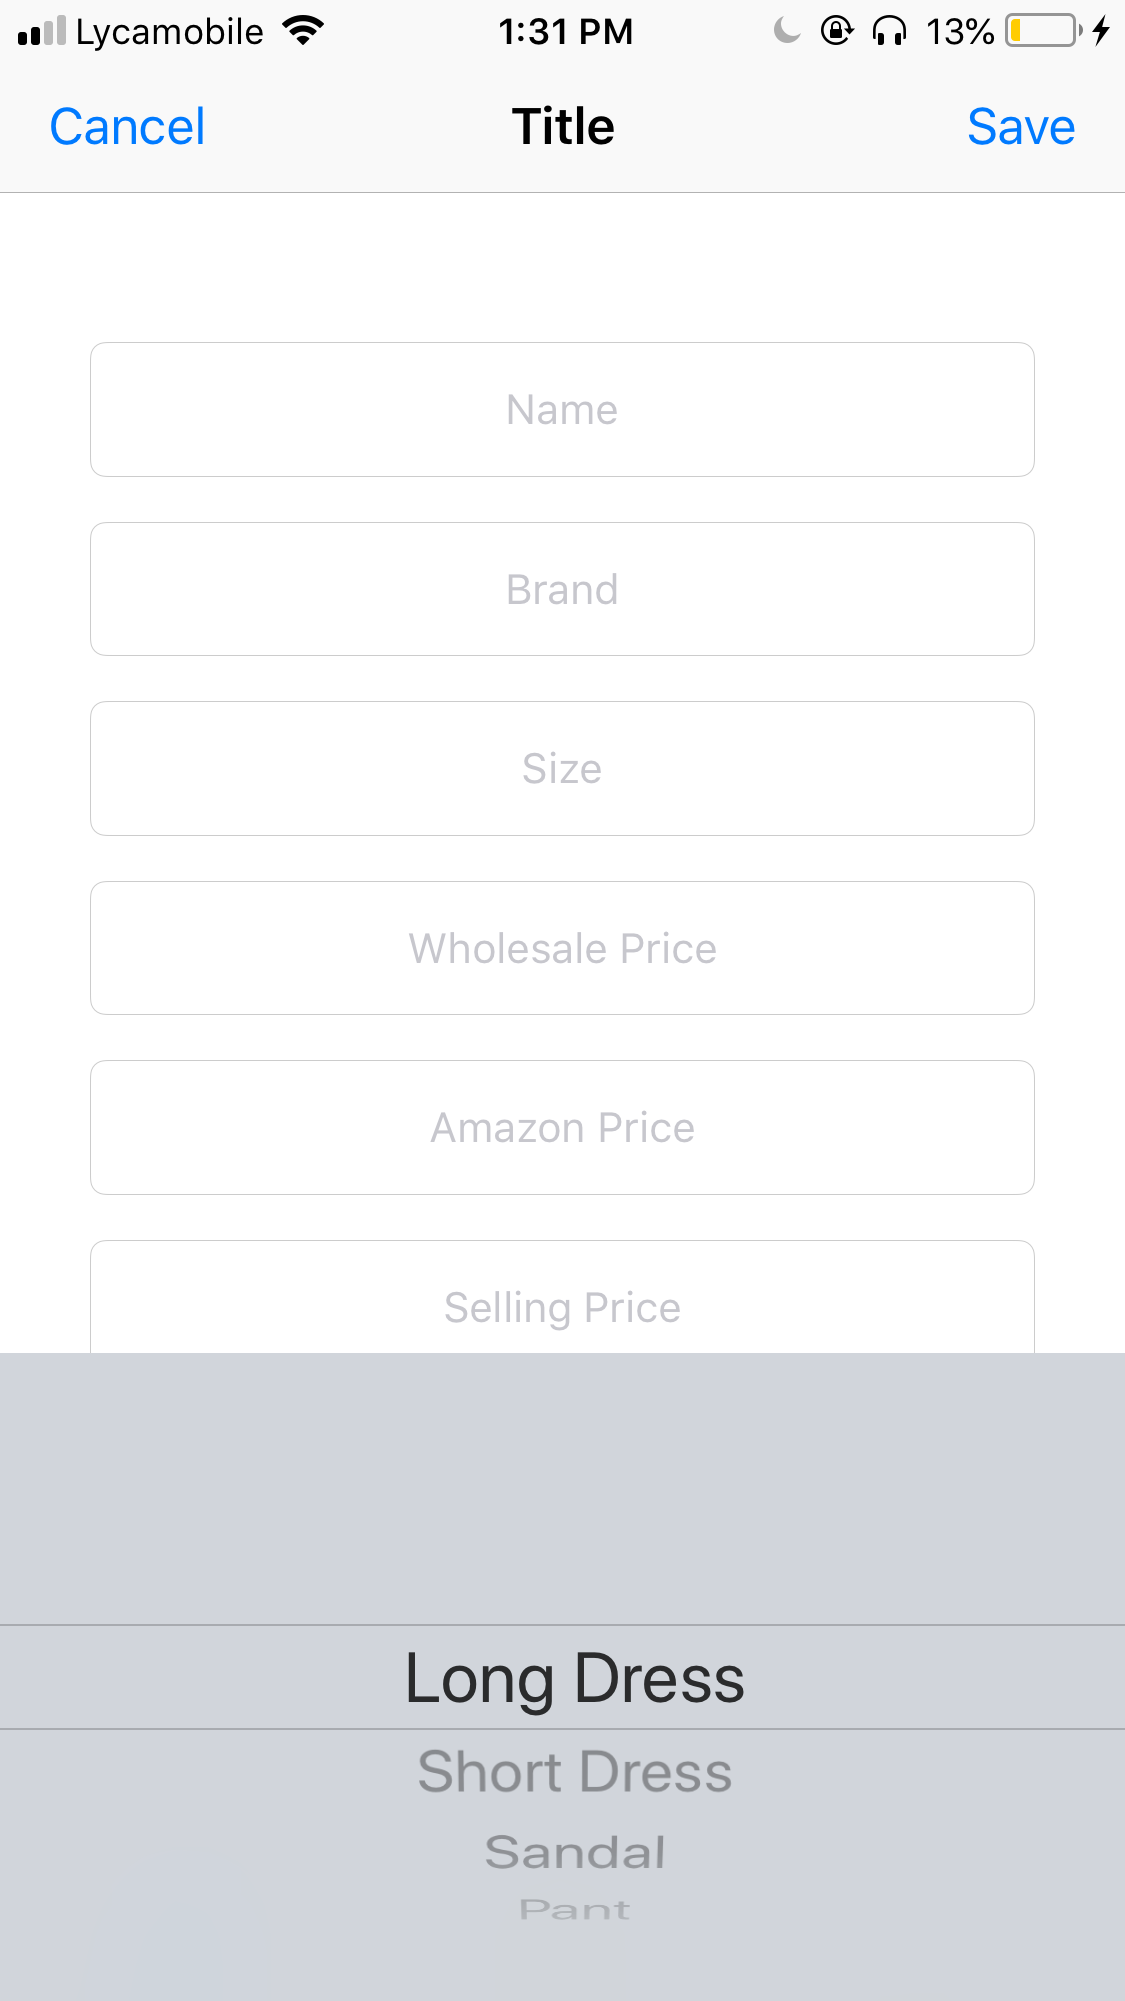 Lycamobile 1:31 PM 13%
Cancel Title Save
Name
Brand
Size
Wholesale Price
Amazon Price
Selling Price
Long Dress
Short Dress
Sandal
Pant